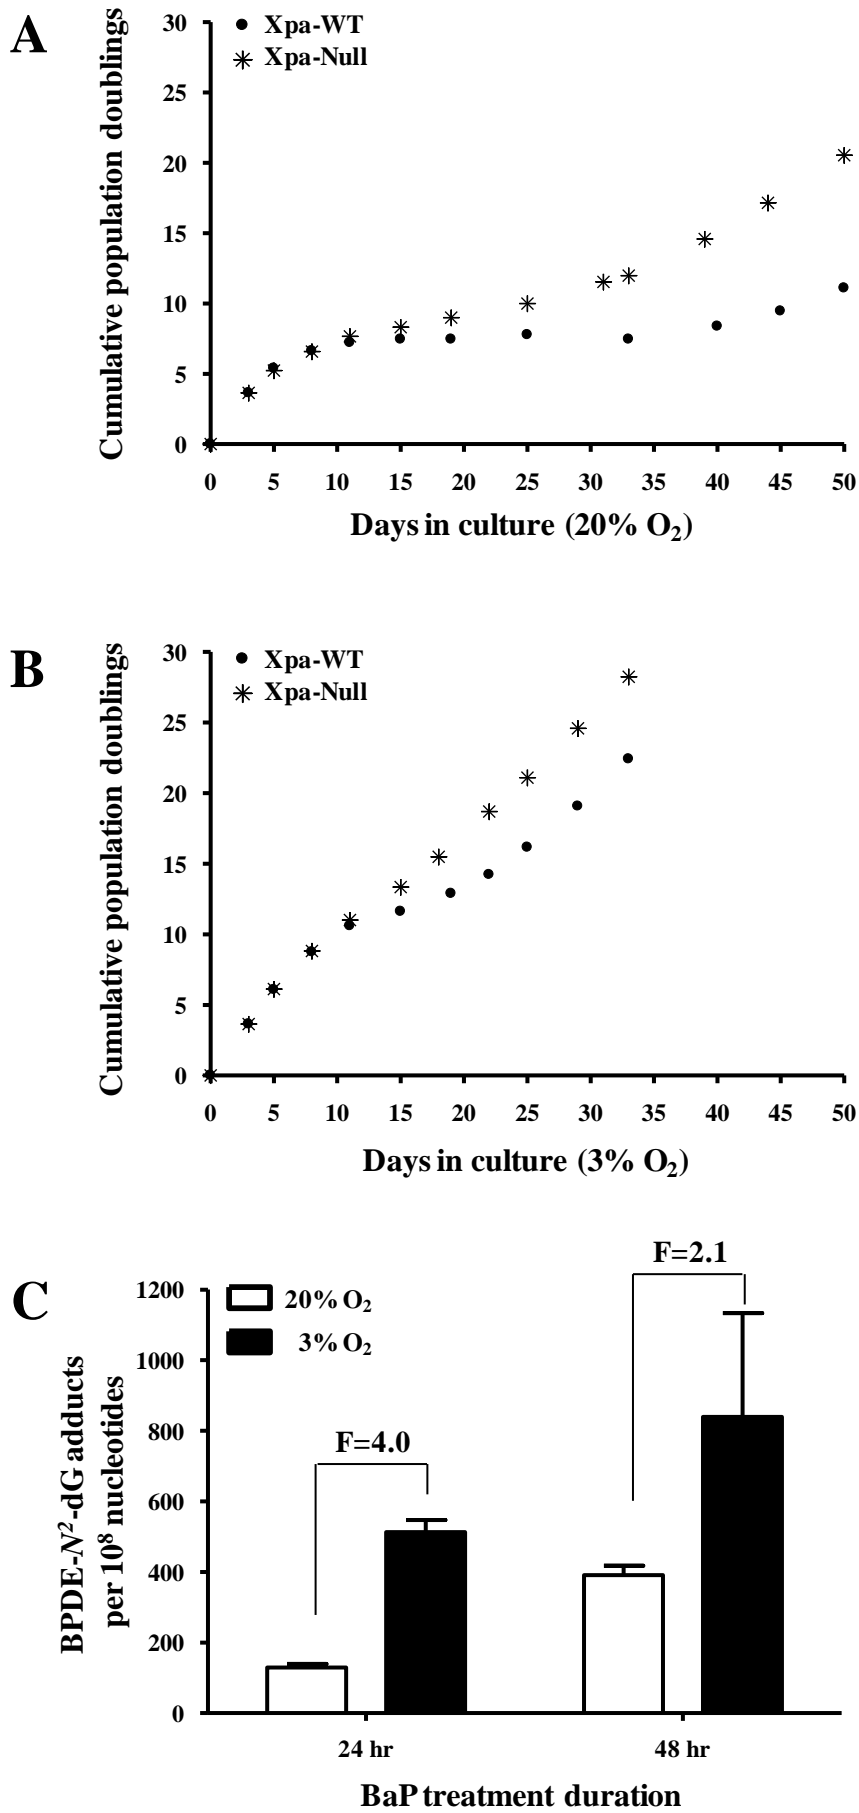 A
Xpa-WT
Xpa-Null
Cumulative population doublings
30
25
20
15
10
5
0
0 5 10 15 20 25 30 35 40 45 50
Days in culture (20% O₂)
B
Xpa-WT
Xpa-Null
Cumulative population doublings
30
25
20
15
10
5
0
0 5 10 15 20 25 30 35 40 45 50
Days in culture (3% O₂)
C
20% O₂
3% O₂
F=4.0
F=2.1
BPDE-N²-dG adducts
per 10⁸ nucleotides
1200
1000
800
600
400
200
0
24 hr 48 hr
BaP treatment duration